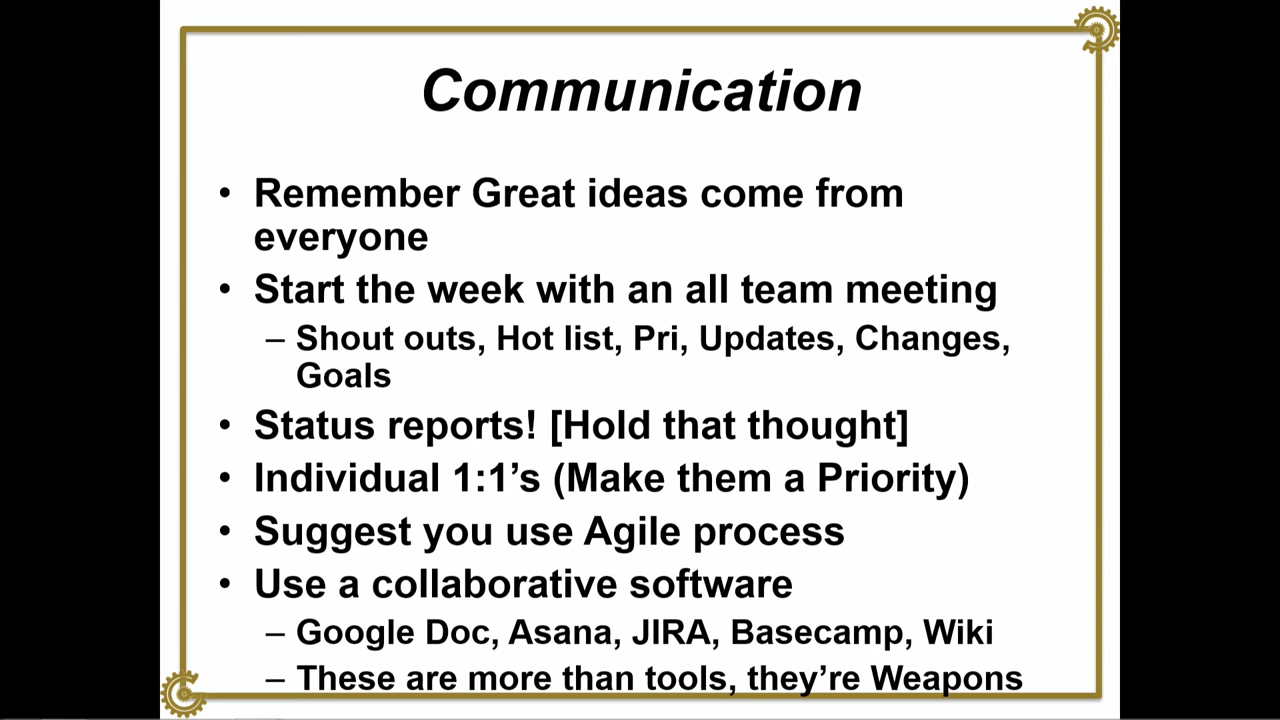 Communication
• Remember Great ideas come from
everyone
• Start the week with an all team meeting
– Shout outs, Hot list, Pri, Updates, Changes,
Goals
• Status reports! [Hold that thought]
• Individual 1:1’s (Make them a Priority)
• Suggest you use Agile process
• Use a collaborative software
– Google Doc, Asana, JIRA, Basecamp, Wiki
– These are more than tools, they’re Weapons